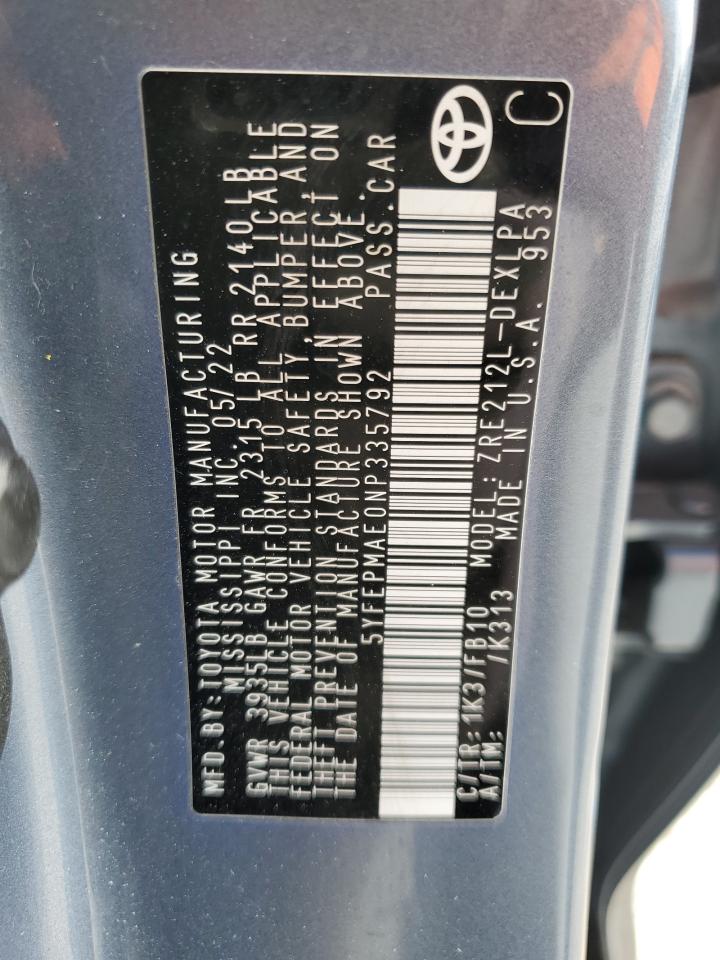 MFD.BY:TOYOTA MOTOR MANUFACTURING
MISSISSIPPI INC. 05/22
GVWR 3935LB GAWR FR 2315 LB RR 2140 LB
THIS VEHICLE CONFORMS TO ALL APPLICABLE
FEDERAL MOTOR VEHICLE SAFETY, BUMPER, AND
THEFT PREVENTION STANDARDS IN EFFECT ON
THE DATE OF MANUFACTURE SHOWN ABOVE.
5YFEPMAE0NP335792 PASS.CAR
C/TR: 1K3/FB10 MODEL: ZRE212L-DEXLPA
A/TM: /K313 MADE IN U.S.A. 953
C